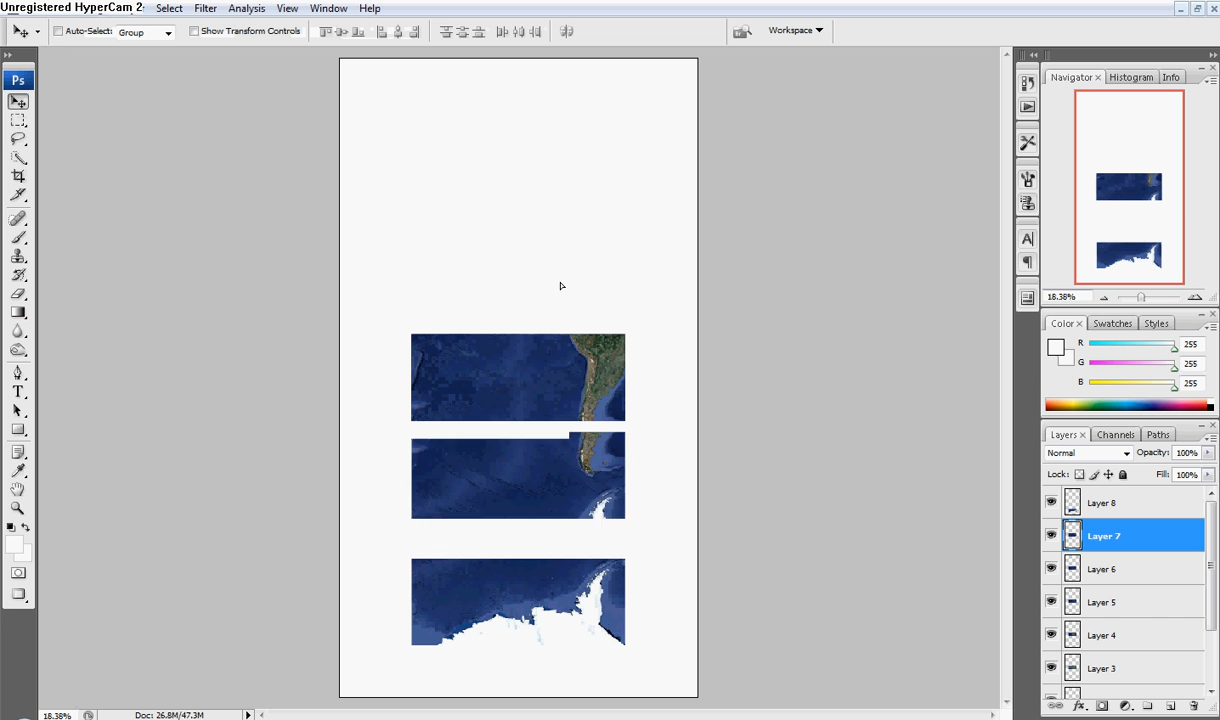 Unregistered HyperCam 2
Select Filter Analysis View Window Help
Auto-Select: Group Show Transform Controls Workspace
Ps
Navigator Histogram Info
18.38%
Color Swatches Styles
R 255
G 255
B 255
Layers Channels Paths
Normal Opacity: 100%
Lock: Fill: 100%
Layer 8
Layer 7
Layer 6
Layer 5
Layer 4
Layer 3
18.38% Doc: 26.8M/47.3M